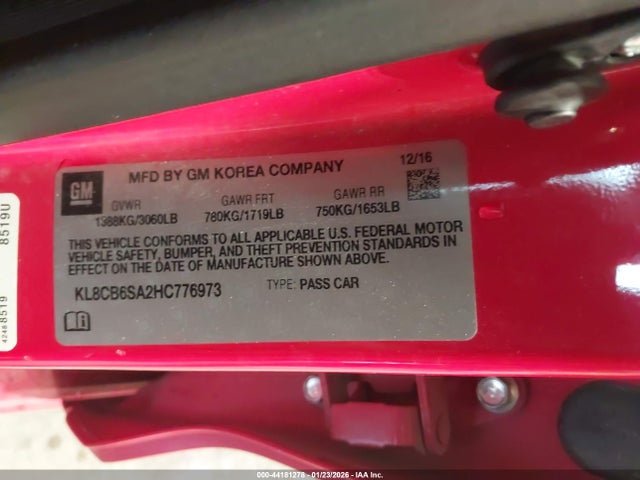 GM
MFD BY GM KOREA COMPANY
12/16
GVWR GAWR FRT GAWR RR
1388KG/3060LB 780KG/1719LB 750KG/1653LB
THIS VEHICLE CONFORMS TO ALL APPLICABLE U.S. FEDERAL MOTOR
VEHICLE SAFETY, BUMPER, AND THEFT PREVENTION STANDARDS IN
EFFECT ON THE DATE OF MANUFACTURE SHOWN ABOVE.
KL8CB6SA2HC776973 TYPE: PASS CAR
8519U
42488519
000-44181278 - 01/23/2026 - IAA Inc.